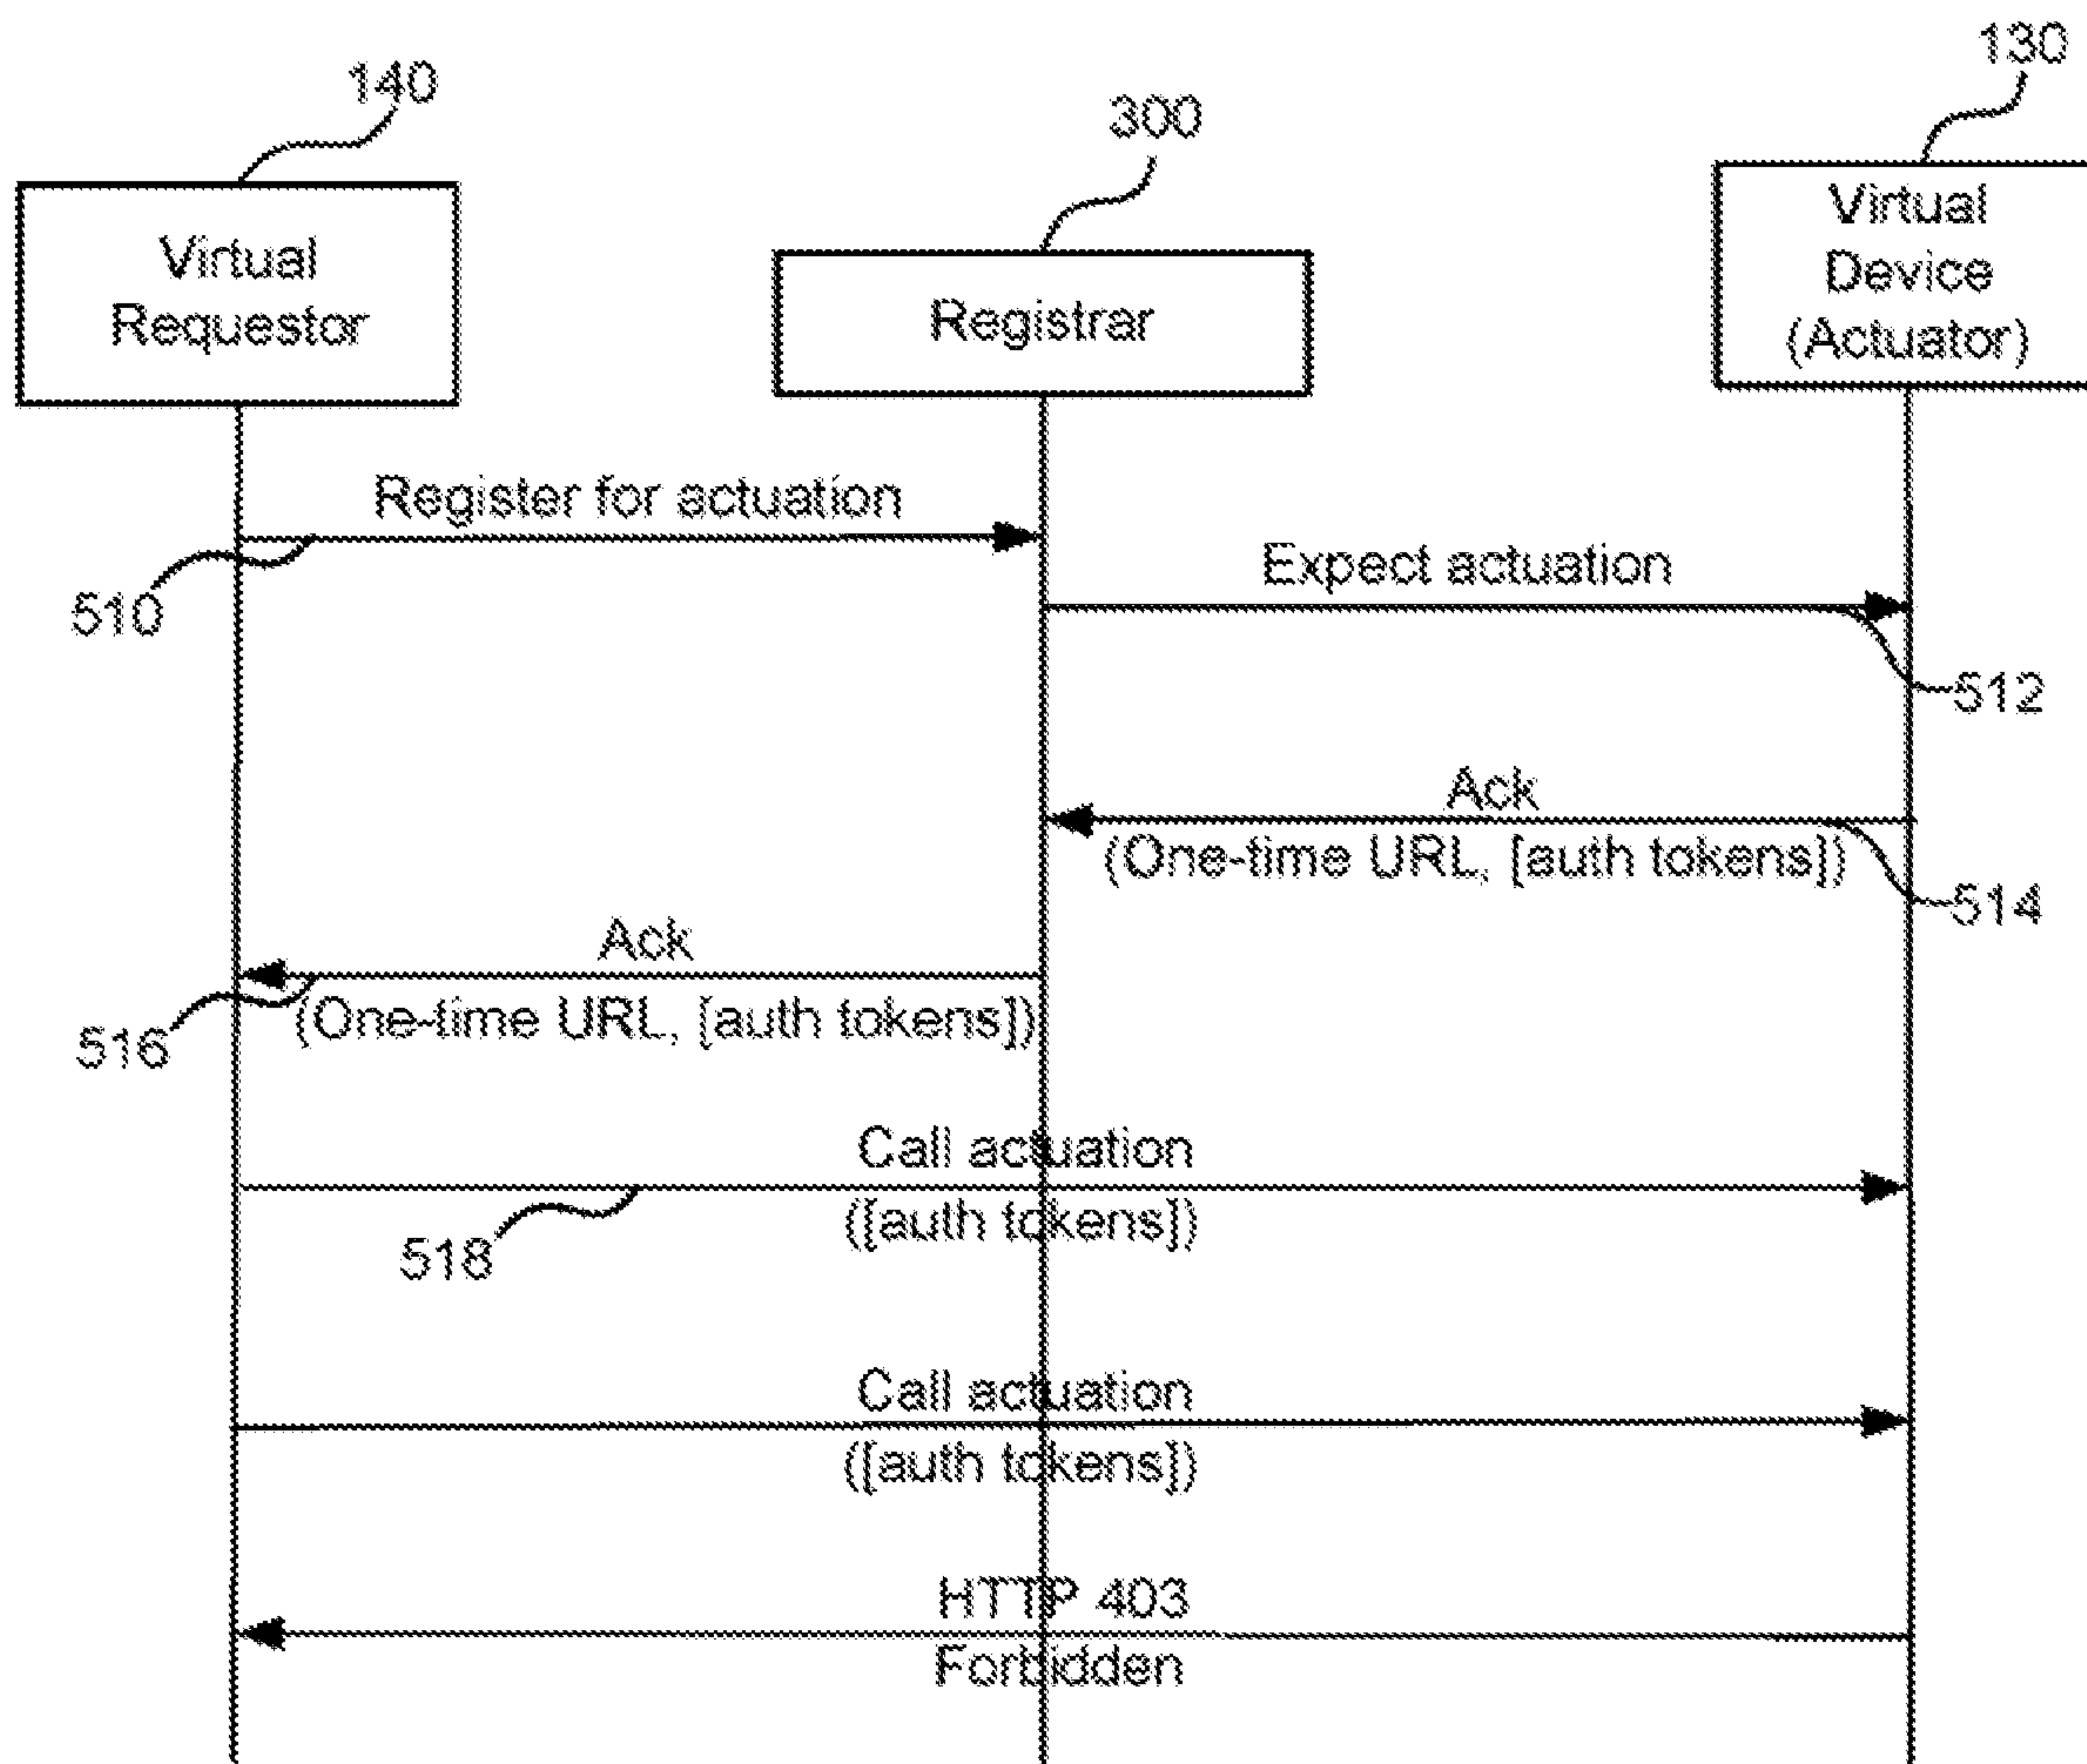 140
300
130
Virtual
Requestor
Registrar
Virtual
Device
(Actuator)
Register for actuation
510
Expect actuation
512
Ack
(One-time URL, [auth tokens])
514
Ack
(One-time URL, [auth tokens])
516
Call actuation
([auth tokens])
518
Call actuation
([auth tokens])
HTTP 403
Forbidden